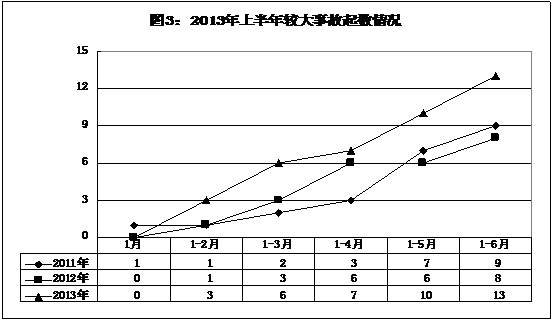 图3：2013年上半年较大事故起数情况
15
12
9
6
3
0
1月 1-2月 1-3月 1-4月 1-5月 1-6月
2011年 1 1 2 3 7 9
2012年 0 1 3 6 6 8
2013年 0 3 6 7 10 13